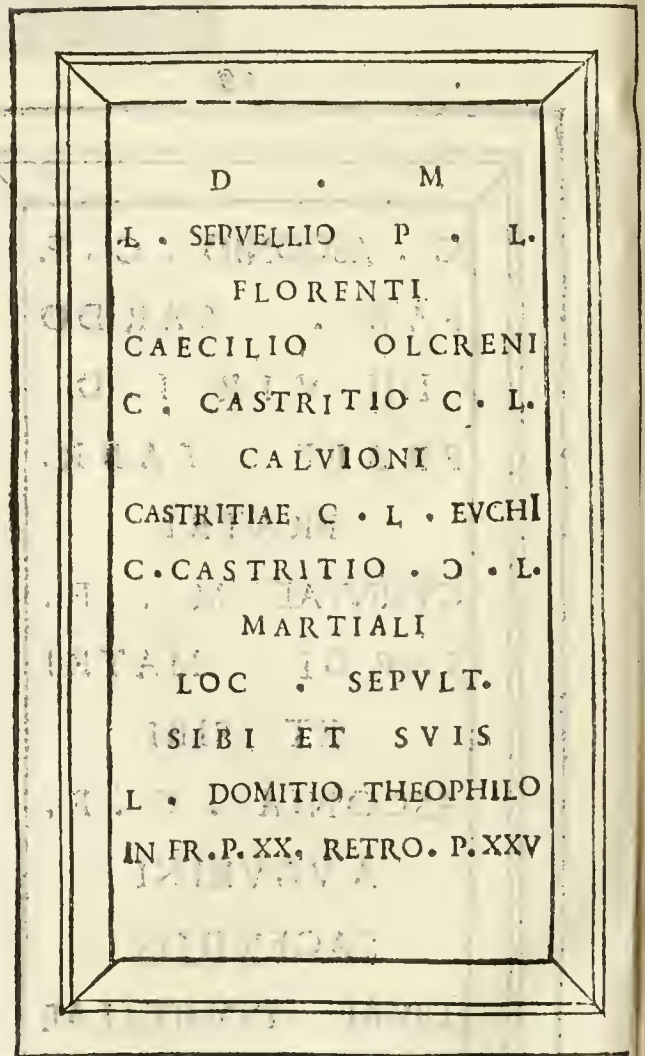 D . M
L . SEPVELLIO P . L.
FLORENTI.
CAECILIO OLCRENI
C . CASTRITIO C . L.
CALVIONI
CASTRITIAE C . L . EVCHI
C . CASTRITIO . Ɔ . L.
MARTIALI
LOC . SEPVLT.
SIBI ET SVIS
L . DOMITIO THEOPHILO
IN FR. P. XX. RETRO. P. XXV